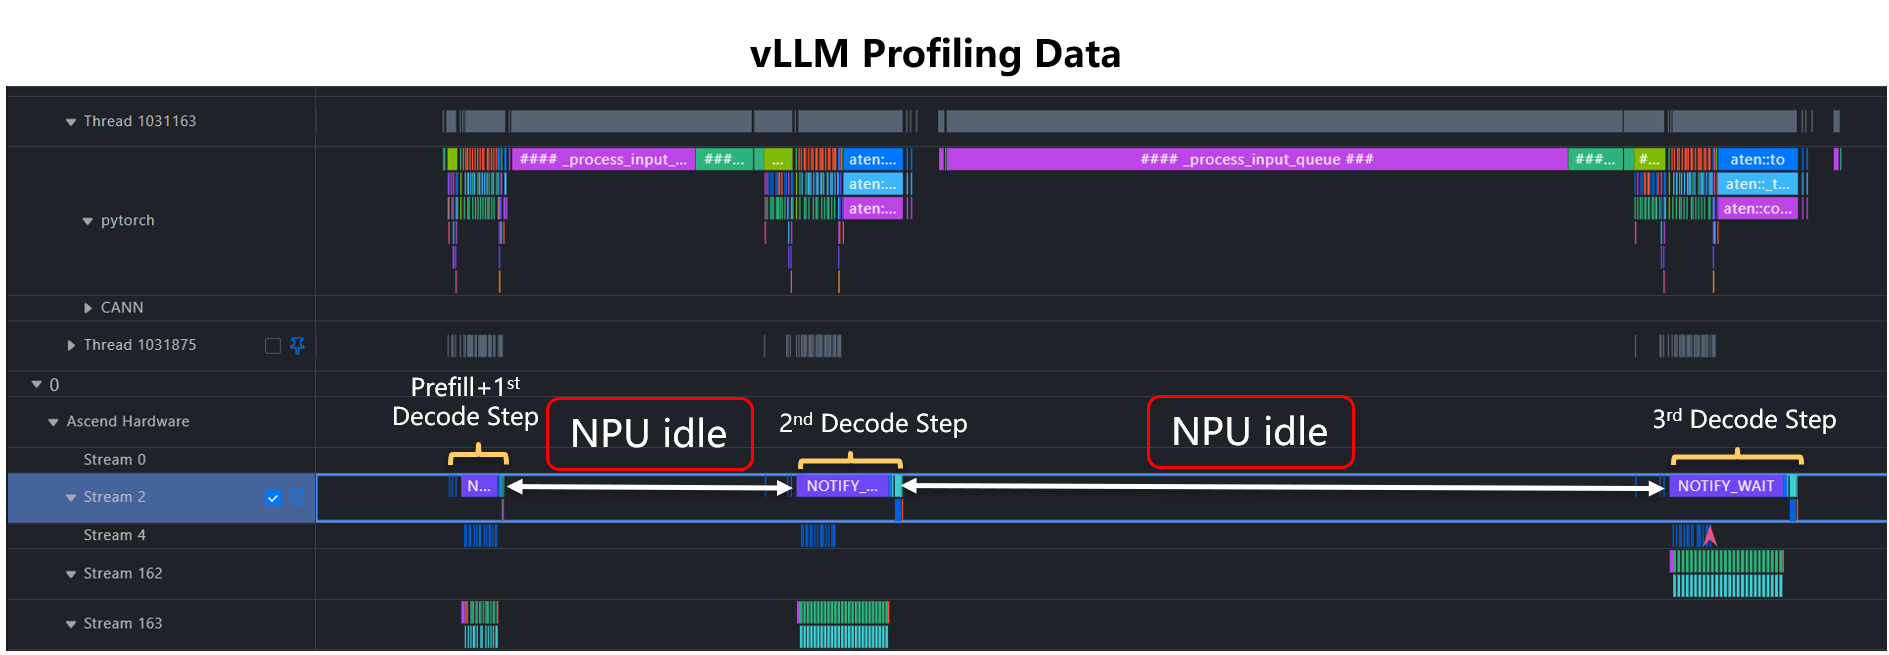 vLLM Profiling Data
Thread 1031163
#### _process_input_... ###... ... aten:... #### _process_input_queue ### ###... #... aten::to
aten:... aten::_t...
aten:... aten::co...
pytorch
CANN
Thread 1031875
0
Prefill+1st
Decode Step
Ascend Hardware
NPU idle
2nd Decode Step
NPU idle
3rd Decode Step
Stream 0
Stream 2
N... NOTIFY_... NOTIFY_WAIT
Stream 4
Stream 162
Stream 163